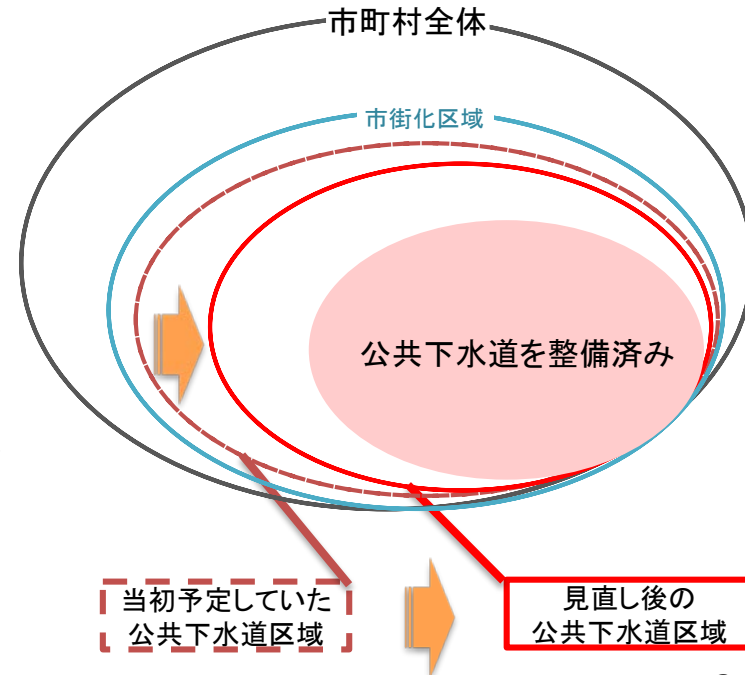 市町村全体
市街化区域
公共下水道を整備済み
当初予定していた
公共下水道区域
見直し後の
公共下水道区域